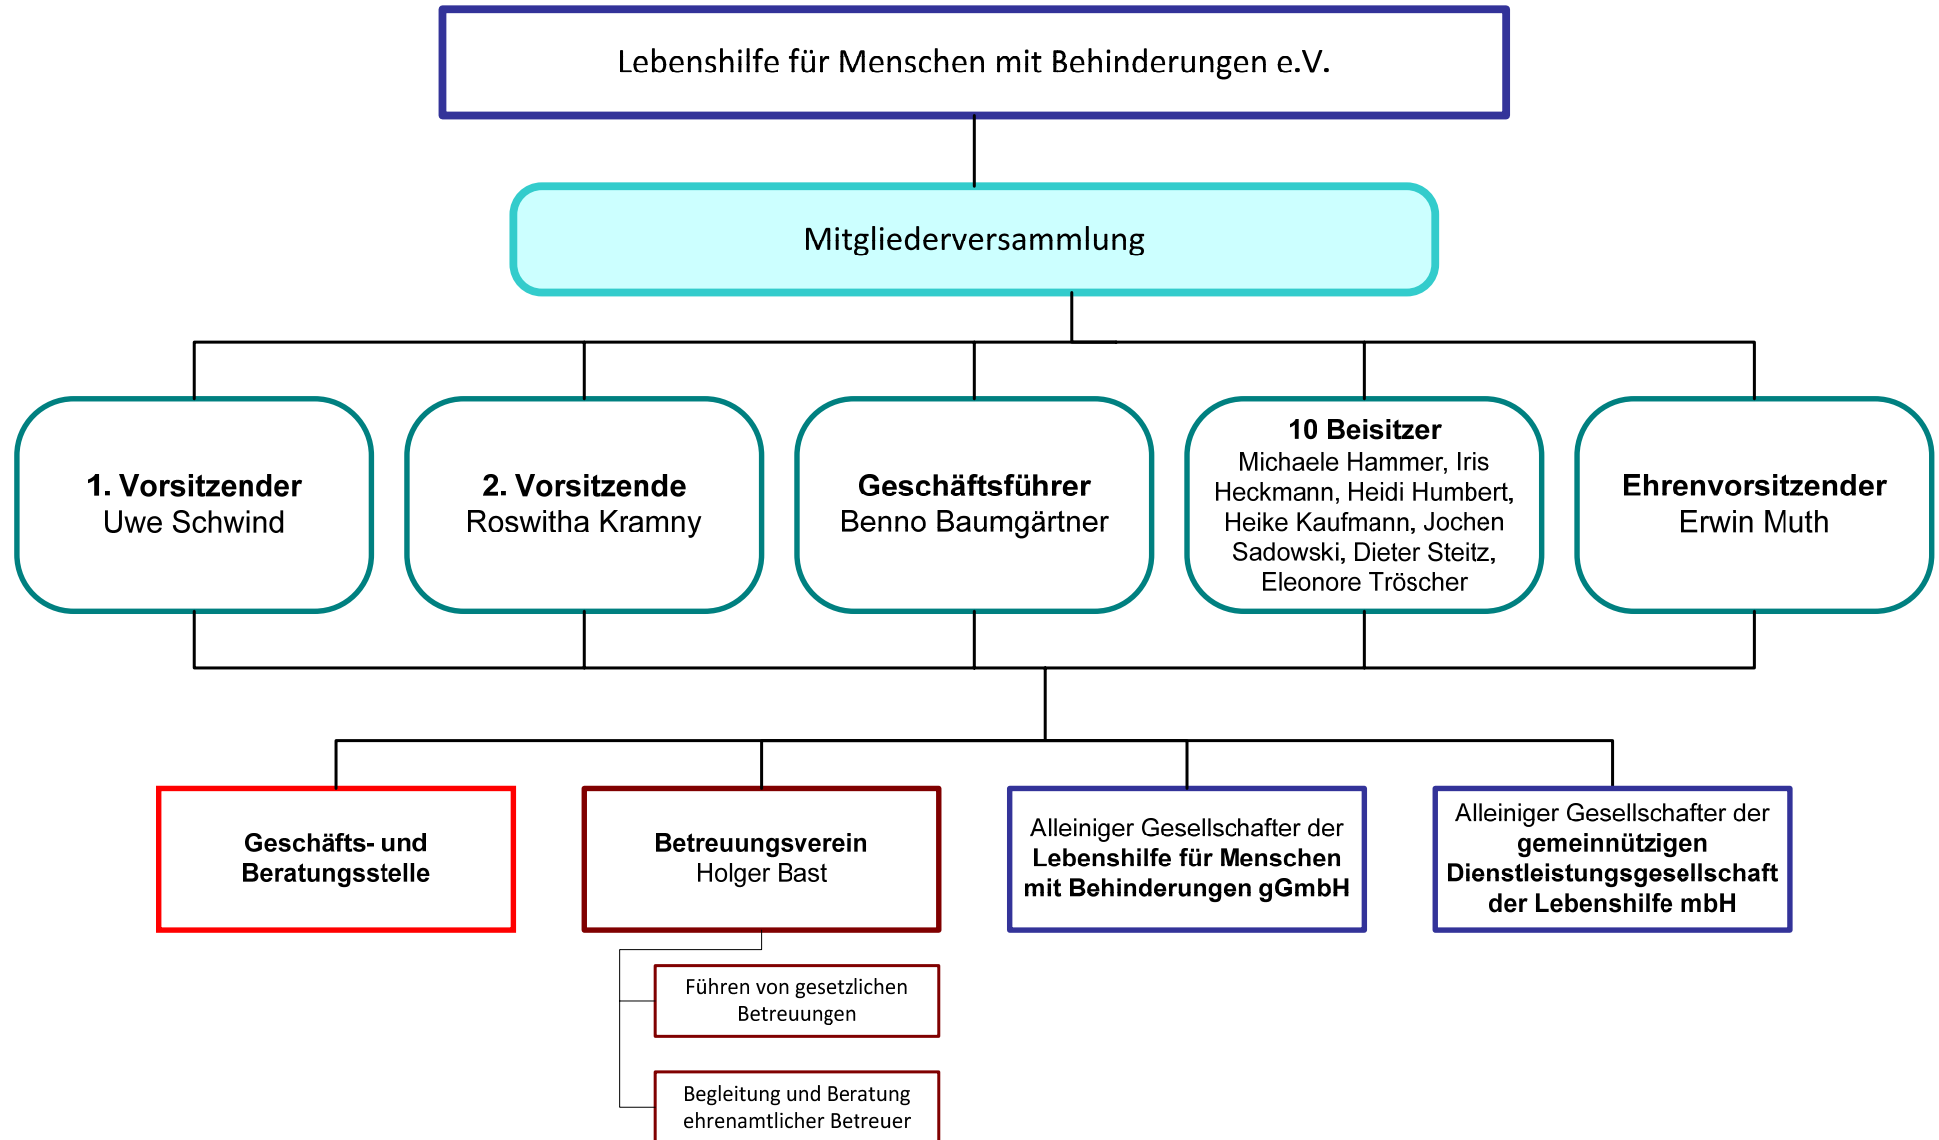 Lebenshilfe für Menschen mit Behinderungen e.V.
Mitgliederversammlung
1. Vorsitzender
Uwe Schwind
2. Vorsitzende
Roswitha Kramny
Geschäftsführer
Benno Baumgärtner
10 Beisitzer
Michaele Hammer, Iris
Heckmann, Heidi Humbert,
Heike Kaufmann, Jochen
Sadowski, Dieter Steitz,
Eleonore Tröscher
Ehrenvorsitzender
Erwin Muth
Geschäfts- und
Beratungsstelle
Betreuungsverein
Holger Bast
Alleiniger Gesellschafter der
Lebenshilfe für Menschen
mit Behinderungen gGmbH
Alleiniger Gesellschafter der
gemeinnützigen
Dienstleistungsgesellschaft
der Lebenshilfe mbH
Führen von gesetzlichen
Betreuungen
Begleitung und Beratung
ehrenamtlicher Betreuer